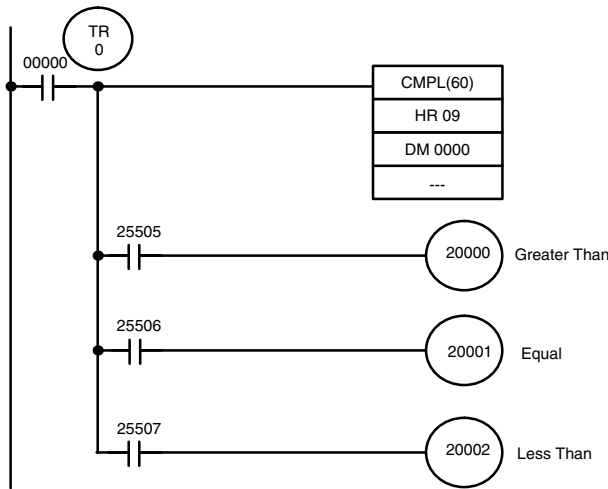 TR
0
00000
CMPL(60)
HR 09
DM 0000
---
25505
20000
Greater Than
25506
20001
Equal
25507
20002
Less Than